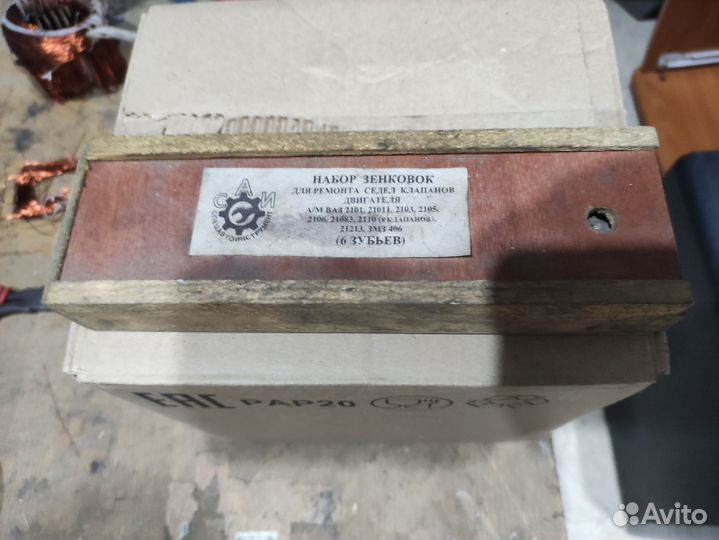 НАБОР ЗЕНКОВОК
ДЛЯ РЕМОНТА СЕДЕЛ КЛАПАНОВ
ДВИГАТЕЛЯ
А/М ВАЗ 2101, 21011, 2103, 2105,
2106, 21083, 2110 (8 КЛАПАНОВ),
21213, ЗМЗ 406
(6 ЗУБЬЕВ)
САИ
СПЕЦАВТОИНСТРУМЕНТ
EAC PAP20
Avito